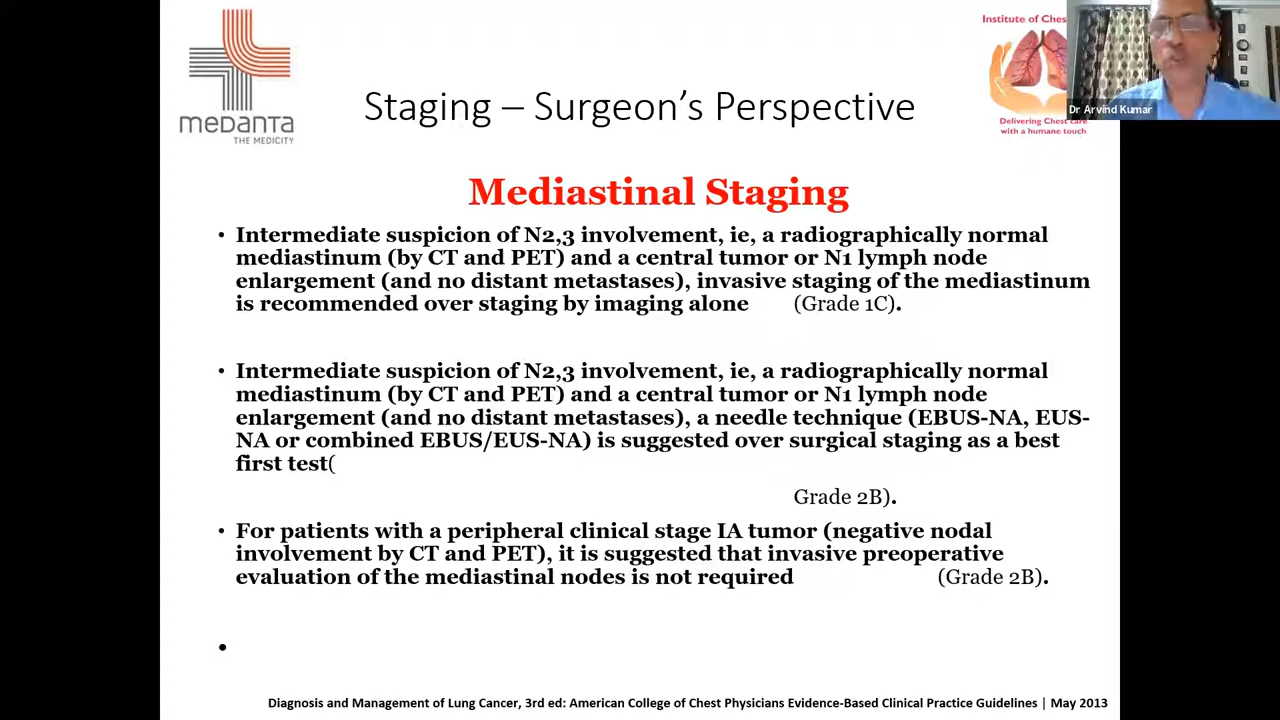 medanta
THE MEDICITY
Staging – Surgeon's Perspective
Institute of Ches
Delivering Chest care
with a humane touch
Dr Arvind Kumar
Mediastinal Staging
• Intermediate suspicion of N2,3 involvement, ie, a radiographically normal
mediastinum (by CT and PET) and a central tumor or N1 lymph node
enlargement (and no distant metastases), invasive staging of the mediastinum
is recommended over staging by imaging alone (Grade 1C).
• Intermediate suspicion of N2,3 involvement, ie, a radiographically normal
mediastinum (by CT and PET) and a central tumor or N1 lymph node
enlargement (and no distant metastases), a needle technique (EBUS-NA, EUS-
NA or combined EBUS/EUS-NA) is suggested over surgical staging as a best
first test(
Grade 2B).
• For patients with a peripheral clinical stage IA tumor (negative nodal
involvement by CT and PET), it is suggested that invasive preoperative
evaluation of the mediastinal nodes is not required (Grade 2B).
•
Diagnosis and Management of Lung Cancer, 3rd ed: American College of Chest Physicians Evidence-Based Clinical Practice Guidelines | May 2013